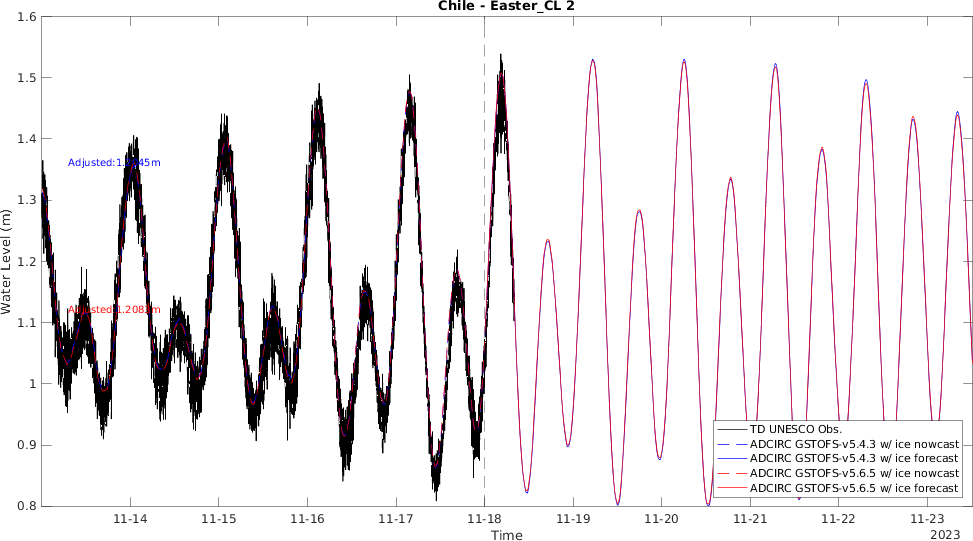 Chile - Easter_CL 2
1.6
1.5
1.4
1.3
1.2
1.1
1
0.9
0.8
Water Level (m)
Adjusted:
Adjusted:1.2083m
11-14
11-15
11-16
11-17
11-18
11-19
11-20
11-21
11-22
11-23
Time
2023
TD UNESCO Obs.
ADCIRC GSTOFS-v5.4.3 w/ ice nowcast
ADCIRC GSTOFS-v5.4.3 w/ ice forecast
ADCIRC GSTOFS-v5.6.5 w/ ice nowcast
ADCIRC GSTOFS-v5.6.5 w/ ice forecast